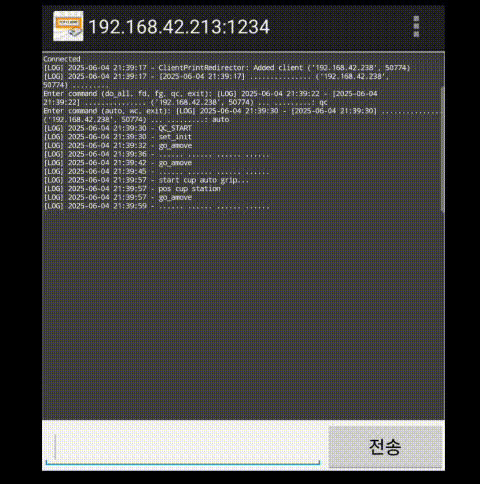 192.168.42.213:1234
Connected
[LOG] 2025-06-04 21:39:17 - ClientPrintRedirector: Added client ('192.168.42.238', 50774)
[LOG] 2025-06-04 21:39:17 - [2025-06-04 21:39:17] ............... ('192.168.42.238',
50774) .........
Enter command (do_all, fd, fg, qc, exit): [LOG] 2025-06-04 21:39:22 - [2025-06-04
21:39:22] .............. ('192.168.42.238', 50774) ... .........: qc
Enter command (auto, wc, exit): [LOG] 2025-06-04 21:39:30 - [2025-06-04 21:39:30] ..............
('192.168.42.238', 50774) ... .........: auto
[LOG] 2025-06-04 21:39:30 - QC_START
[LOG] 2025-06-04 21:39:30 - set_init
[LOG] 2025-06-04 21:39:32 - go_amove
[LOG] 2025-06-04 21:39:36 - ...... ...... ...... ......
[LOG] 2025-06-04 21:39:42 - go_amove
[LOG] 2025-06-04 21:39:45 - ...... ...... ...... ......
[LOG] 2025-06-04 21:39:57 - start cup auto grip...
[LOG] 2025-06-04 21:39:57 - pos cup station
[LOG] 2025-06-04 21:39:57 - go_amove
[LOG] 2025-06-04 21:39:59 - ...... ...... ...... ......
전송